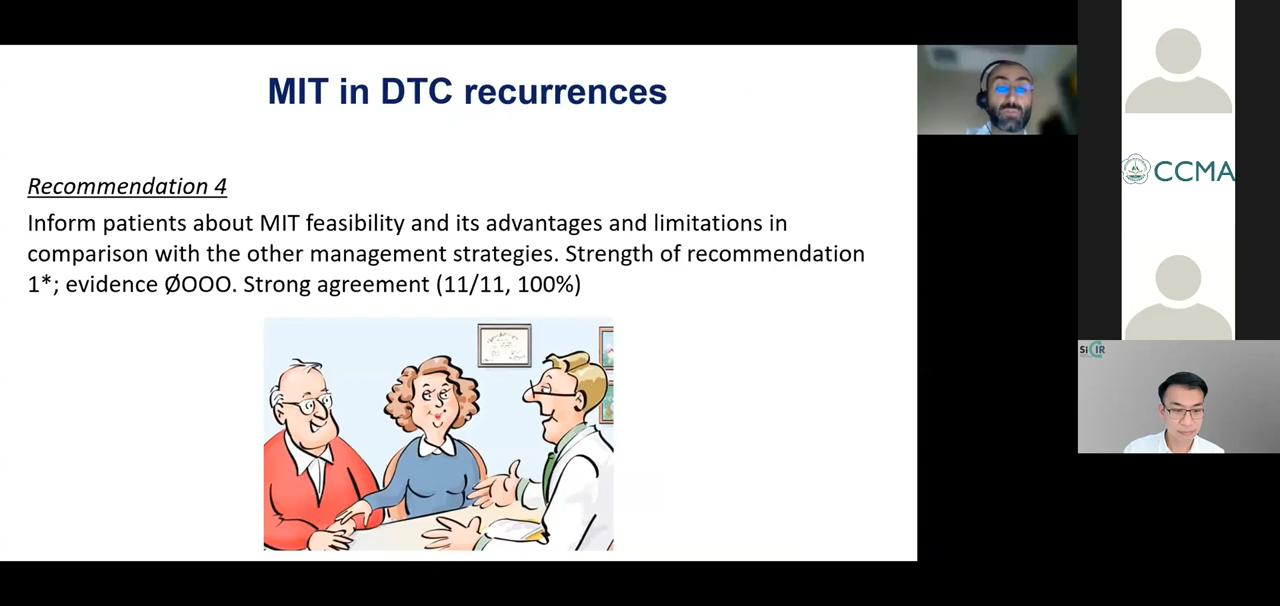 MIT in DTC recurrences
Recommendation 4
Inform patients about MIT feasibility and its advantages and limitations in
comparison with the other management strategies. Strength of recommendation
1*; evidence ØOOO. Strong agreement (11/11, 100%)
CCMA
SiCIR